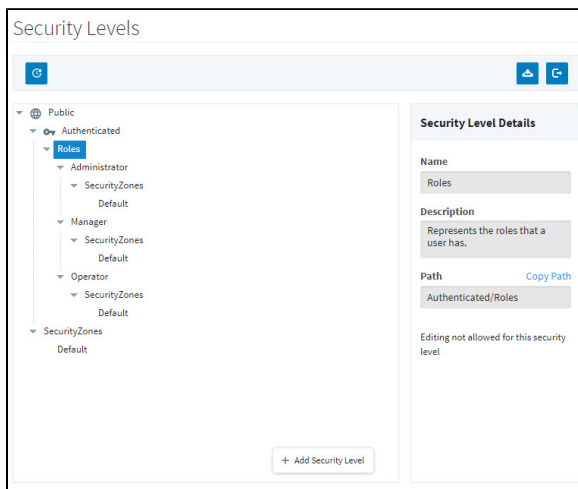 Security Levels
Public
Authenticated
Roles
Administrator
SecurityZones
Default
Manager
SecurityZones
Default
Operator
SecurityZones
Default
SecurityZones
Default
+ Add Security Level
Security Level Details
Name
Roles
Description
Represents the roles that a
user has.
Path Copy Path
Authenticated/Roles
Editing not allowed for this security
level